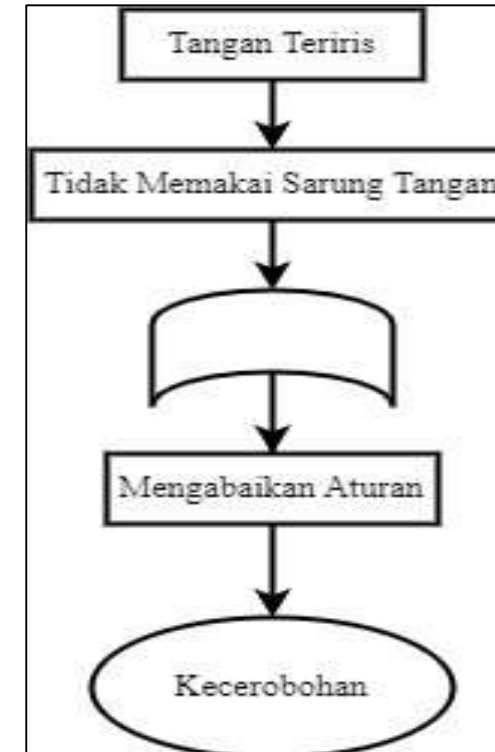 Tangan Teriris
Tidak Memakai Sarung Tangan
Mengabaikan Aturan
Kecerobohan